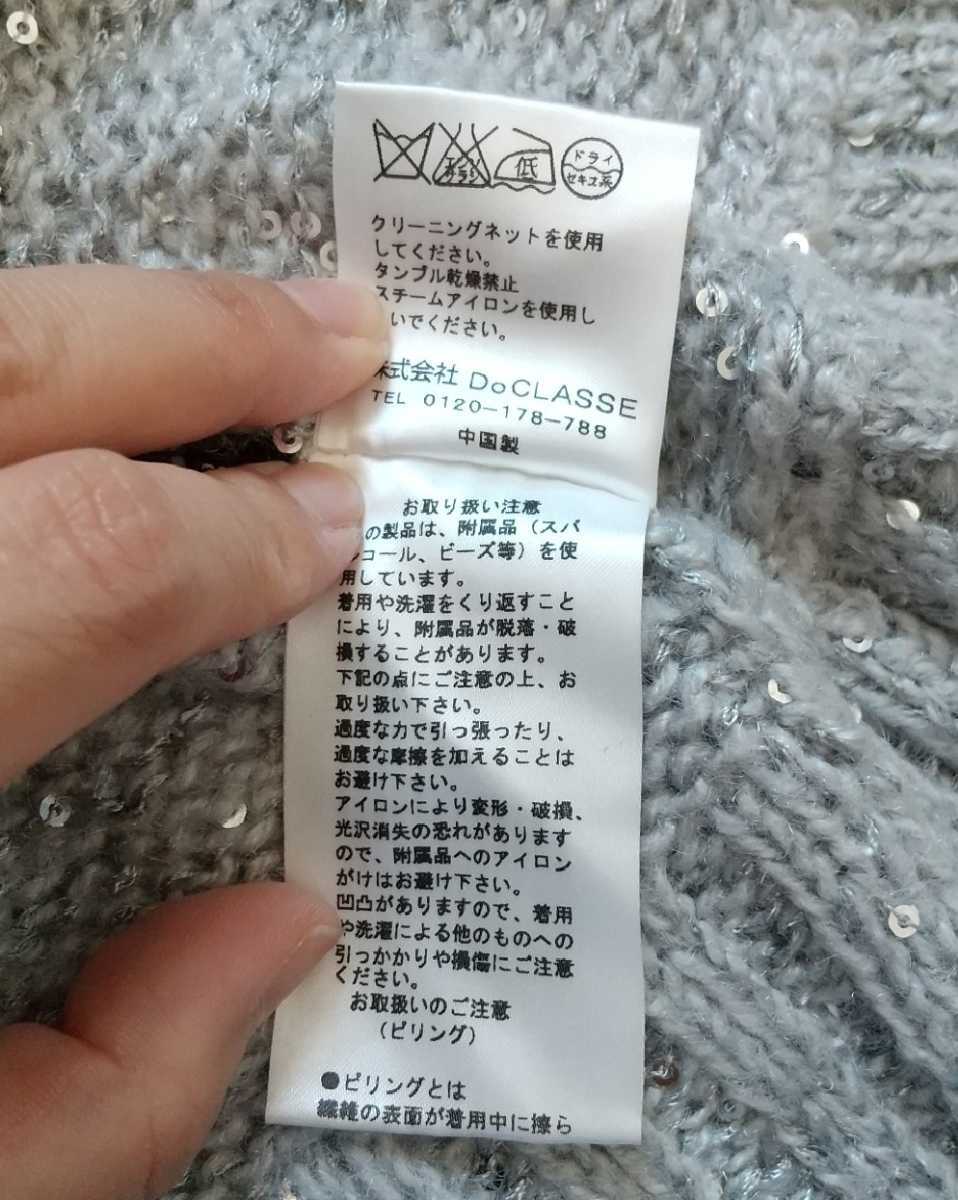 エンソ
サラシ
低
ドライ
セキユ系
クリーニングネットを使用
してください。
タンブル乾燥禁止
スチームアイロンを使用し
いでください。
株式会社 DoCLASSE
TEL 0120-178-788
中国製
お取り扱い注意
の製品は、附属品（スパ
ンコール、ビーズ等）を使
用しています。
着用や洗濯をくり返すこと
により、附属品が脱落・破
損することがあります。
下記の点にご注意の上、お
取り扱い下さい。
過度な力で引っ張ったり、
過度な摩擦を加えることは
お避け下さい。
アイロンにより変形・破損、
光沢消失の恐れがあります
ので、附属品へのアイロン
がけはお避け下さい。
凹凸がありますので、着用
や洗濯による他のものへの
引っかかりや損傷にご注意
ください。
お取扱いのご注意
（ピリング）
●ピリングとは
繊維の表面が着用中に擦ら